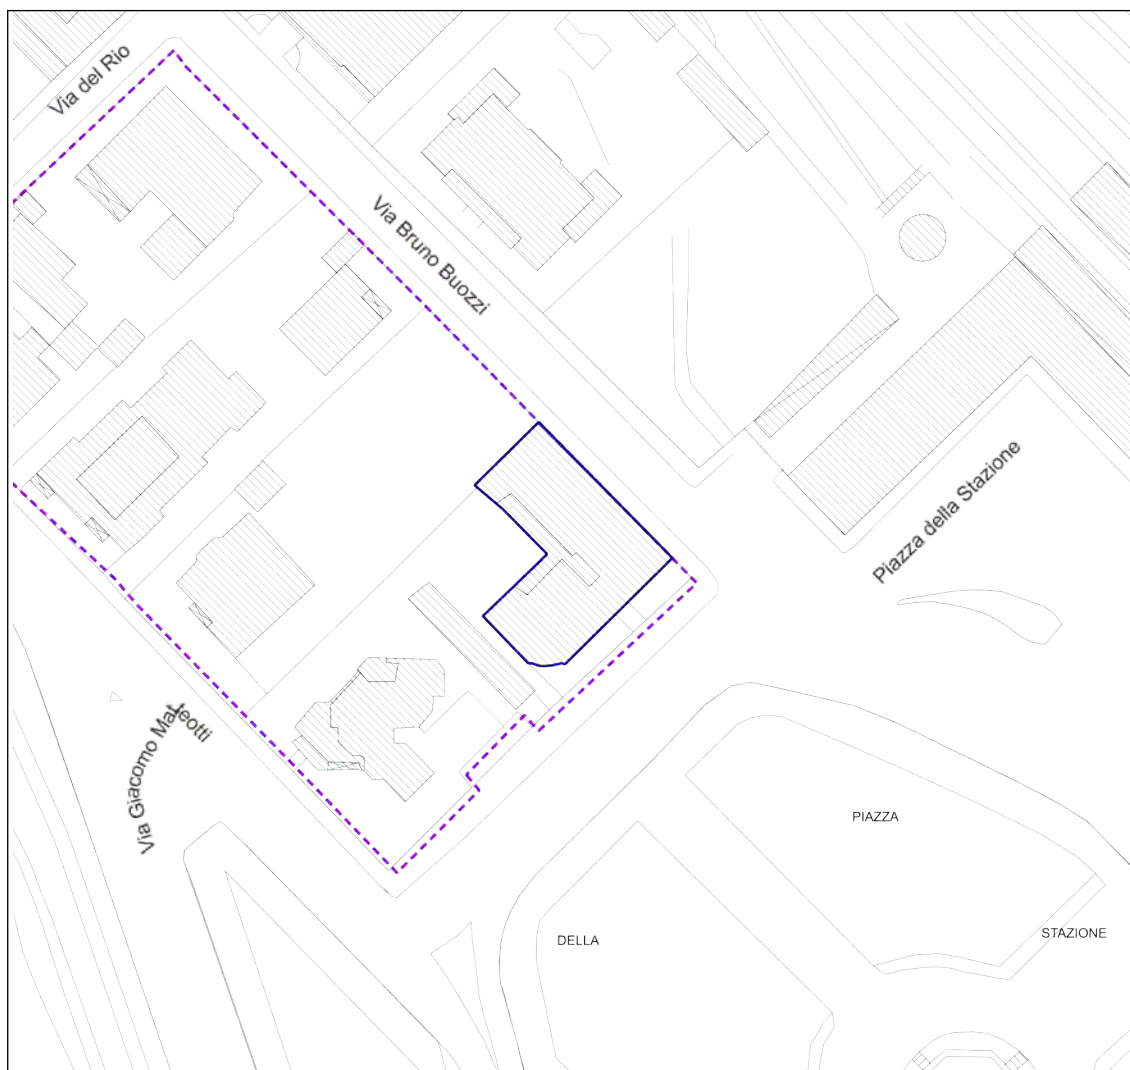 Via del Rio
Via Bruno Buozzi
Piazza della Stazione
Via Giacomo Matteotti
PIAZZA
DELLA
STAZIONE